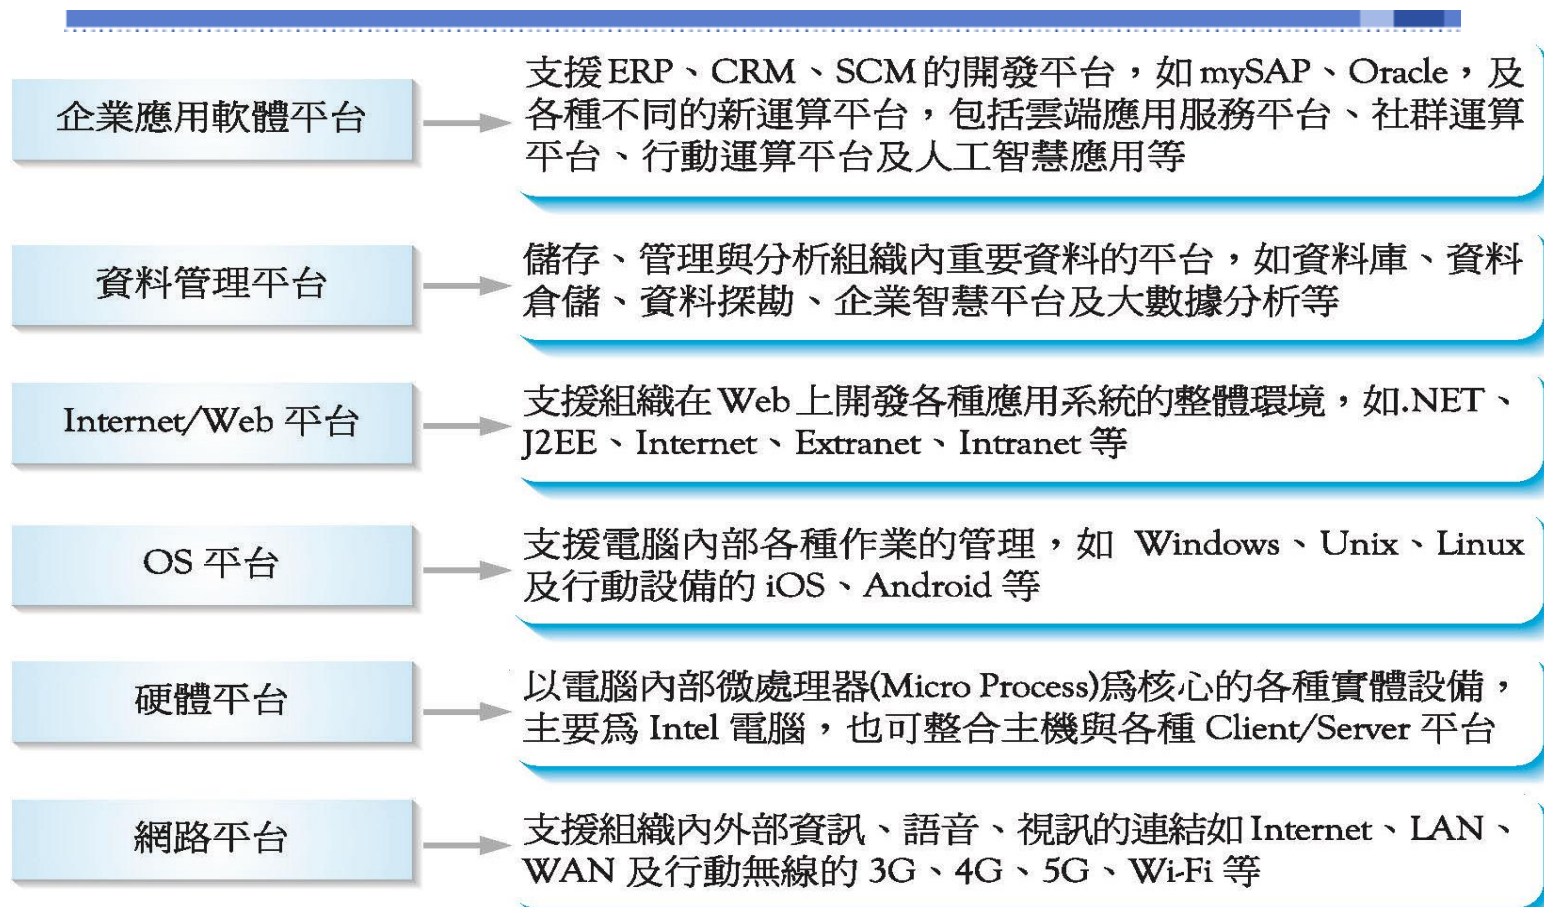 企業應用軟體平台
支援ERP、CRM、SCM的開發平台，如mySAP、Oracle，及
各種不同的新運算平台，包括雲端應用服務平台、社群運算
平台、行動運算平台及人工智慧應用等
資料管理平台
儲存、管理與分析組織內重要資料的平台，如資料庫、資料
倉儲、資料探勘、企業智慧平台及大數據分析等
Internet/Web 平台
支援組織在Web上開發各種應用系統的整體環境，如.NET、
J2EE、Internet、Extranet、Intranet 等
OS 平台
支援電腦內部各種作業的管理，如 Windows、Unix、Linux
及行動設備的 iOS、Android 等
硬體平台
以電腦內部微處理器(Micro Process)爲核心的各種實體設備，
主要爲 Intel 電腦，也可整合主機與各種 Client/Server 平台
網路平台
支援組織內外部資訊、語音、視訊的連結如Internet、LAN、
WAN 及行動無線的 3G、4G、5G、Wi-Fi 等